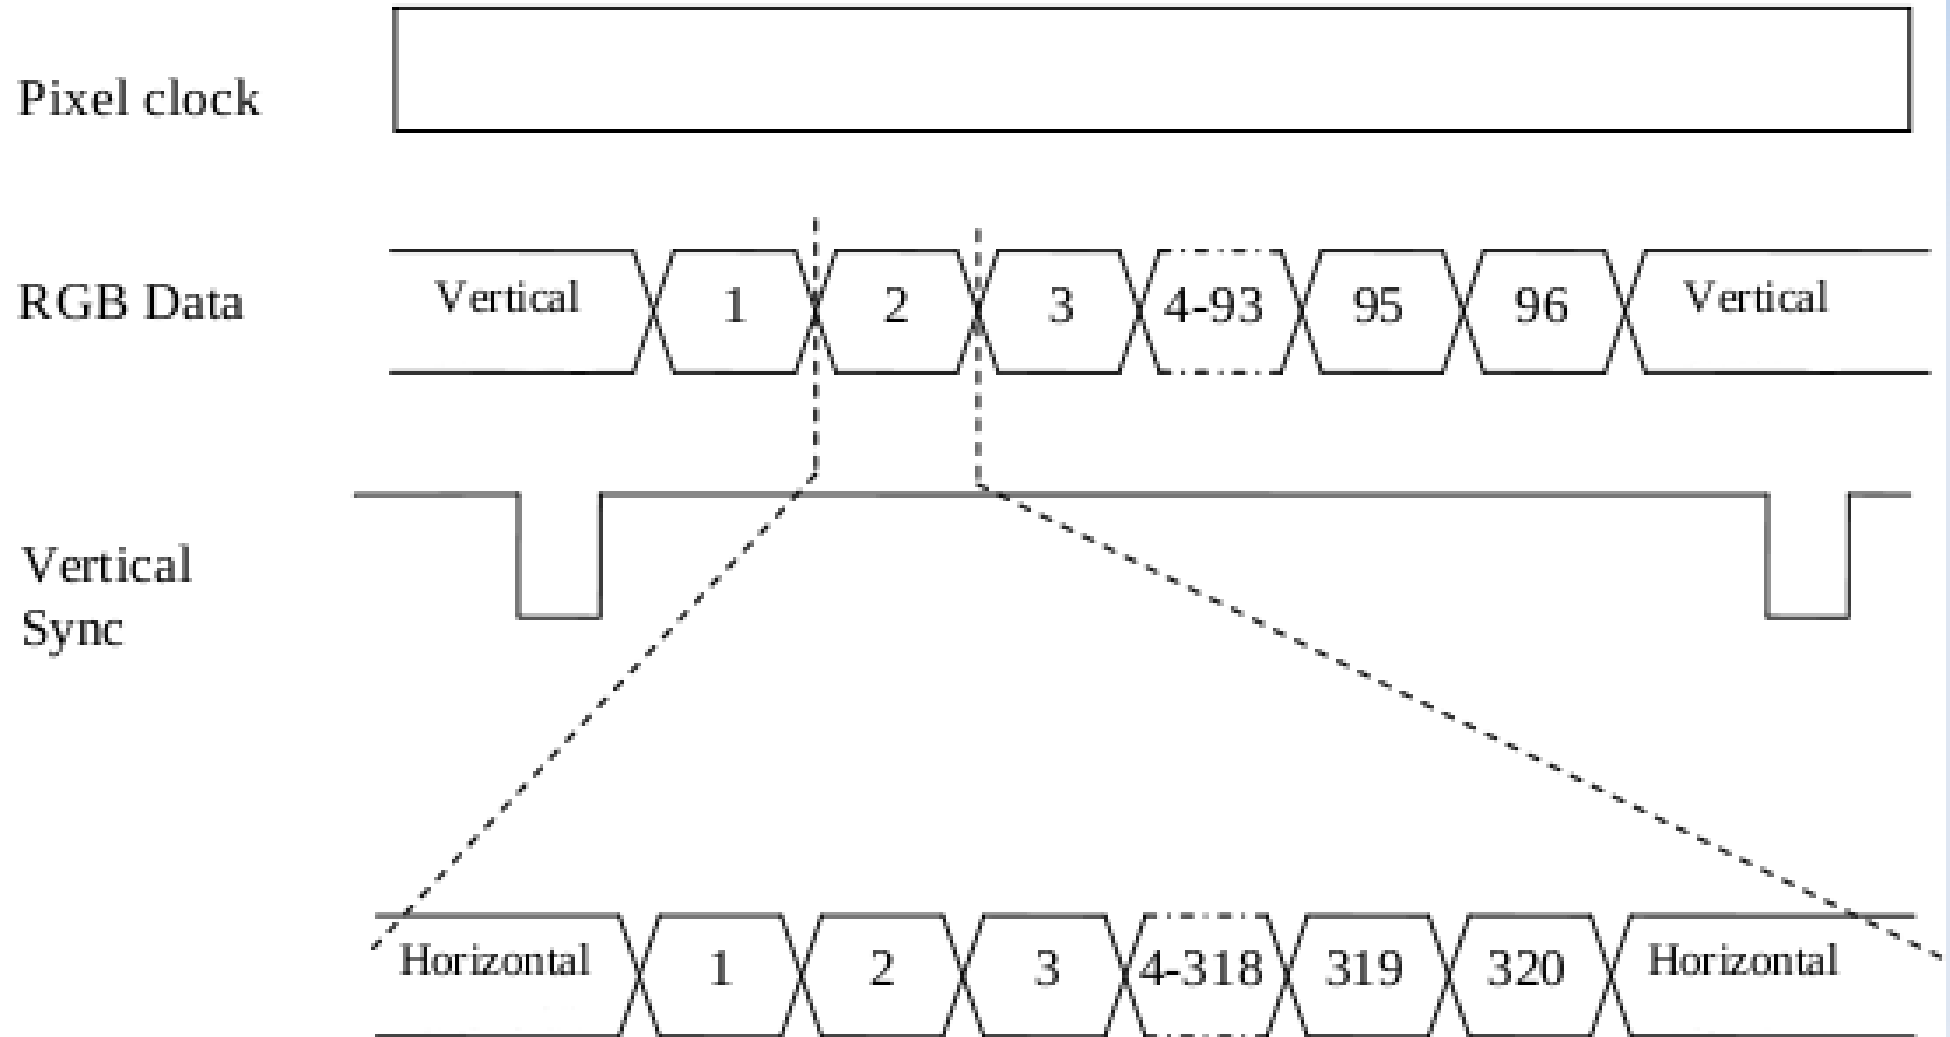 Pixel clock
RGB Data
Vertical
1
2
3
4-93
95
96
Vertical
Vertical
Sync
Horizontal
1
2
3
4-318
319
320
Horizontal